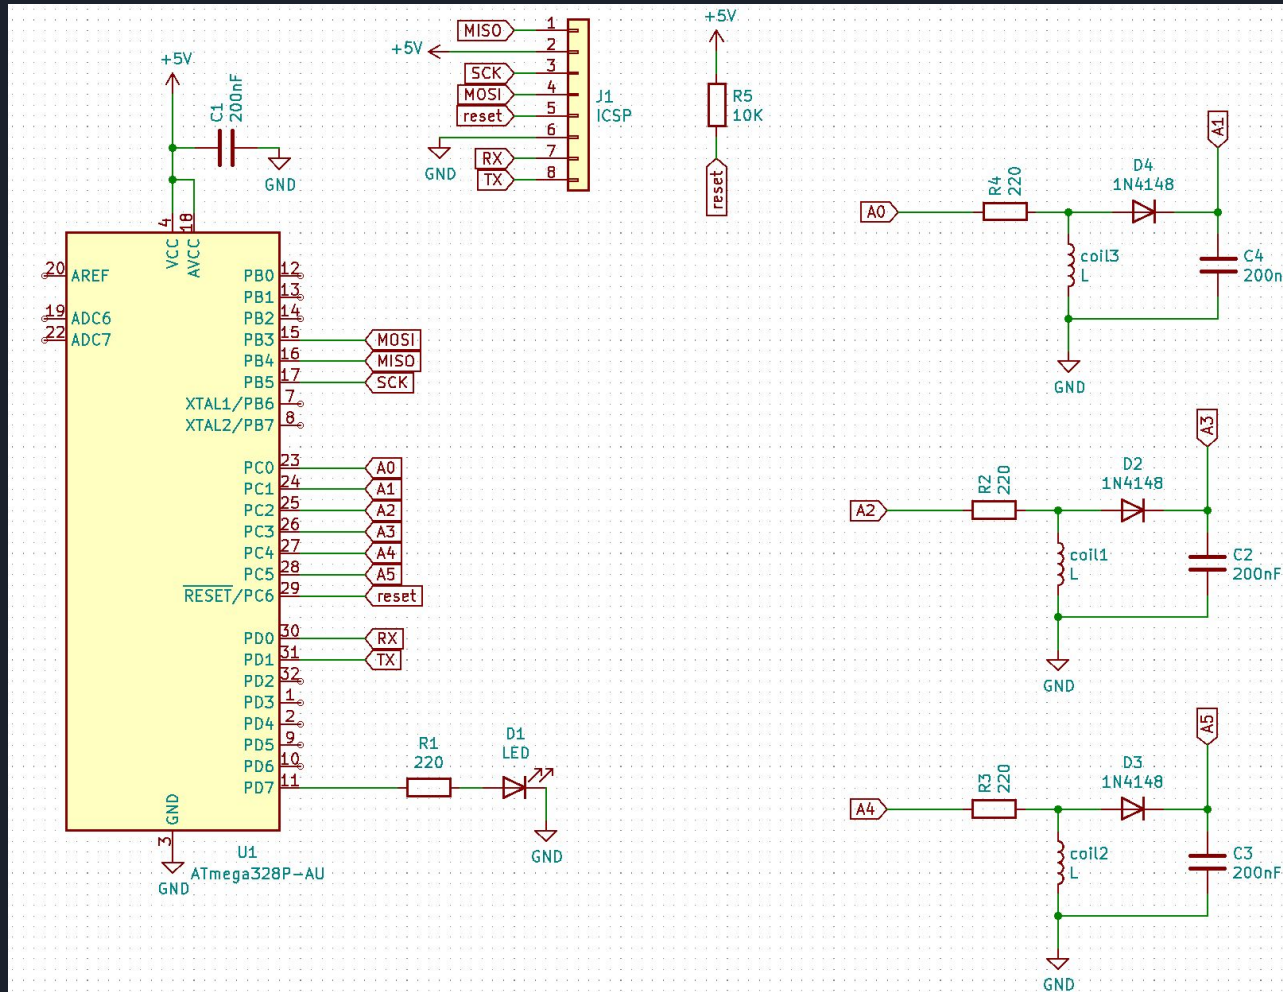 +5V
C1
200nF
GND
MISO
1
+5V
2
SCK
3
MOSI
4
reset
5
6
GND
RX
7
TX
8
J1
ICSP
+5V
R5
10K
reset
4
18
VCC
AVCC
20
AREF
19
ADC6
22
ADC7
PB0
12
PB1
13
PB2
14
PB3
15
MOSI
PB4
16
MISO
PB5
17
SCK
XTAL1/PB6
7
XTAL2/PB7
8
PC0
23
A0
PC1
24
A1
PC2
25
A2
PC3
26
A3
PC4
27
A4
PC5
28
A5
RESET/PC6
29
reset
PD0
30
RX
PD1
31
TX
PD2
32
PD3
1
PD4
2
PD5
9
PD6
10
PD7
11
GND
3
GND
U1
ATmega328P-AU
R1
220
D1
LED
GND
A0
R4
220
D4
1N4148
A1
coil3
L
C4
200n
GND
A2
R2
220
D2
1N4148
A3
coil1
L
C2
200nF
GND
A4
R3
220
D3
1N4148
A5
coil2
L
C3
200nF
GND